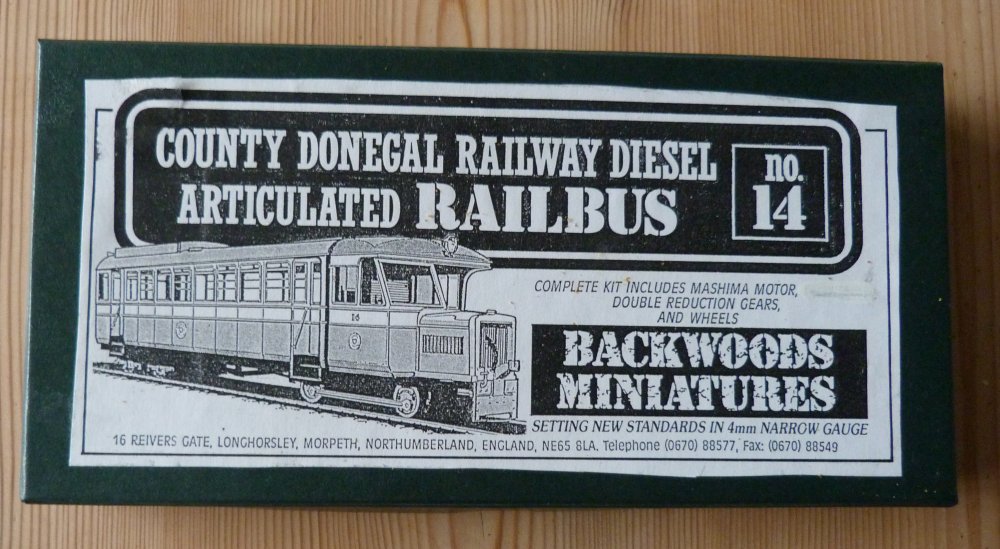 COUNTY DONEGAL RAILWAY DIESEL
ARTICULATED RAILBUS
no.
14
14
COMPLETE KIT INCLUDES MASHIMA MOTOR,
DOUBLE REDUCTION GEARS,
AND WHEELS
BACKWOODS
MINIATURES
SETTING NEW STANDARDS IN 4mm NARROW GAUGE
16 REIVERS GATE, LONGHORSLEY, MORPETH, NORTHUMBERLAND, ENGLAND, NE65 8LA. Telephone (0670) 88577, Fax: (0670) 88549